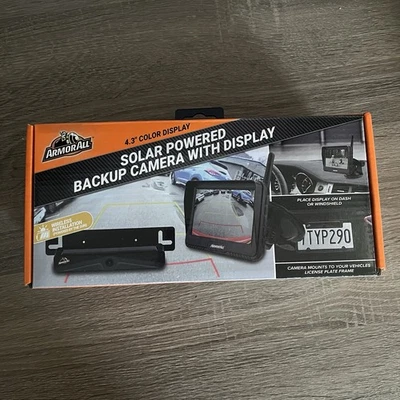 ARMORALL
4.3" COLOR DISPLAY
SOLAR POWERED
BACKUP CAMERA WITH DISPLAY
WIRELESS
INSTALLATION
PLACE DISPLAY ON DASH
OR WINDSHIELD
TYP290
CAMERA MOUNTS TO YOUR VEHICLES
LICENSE PLATE FRAME